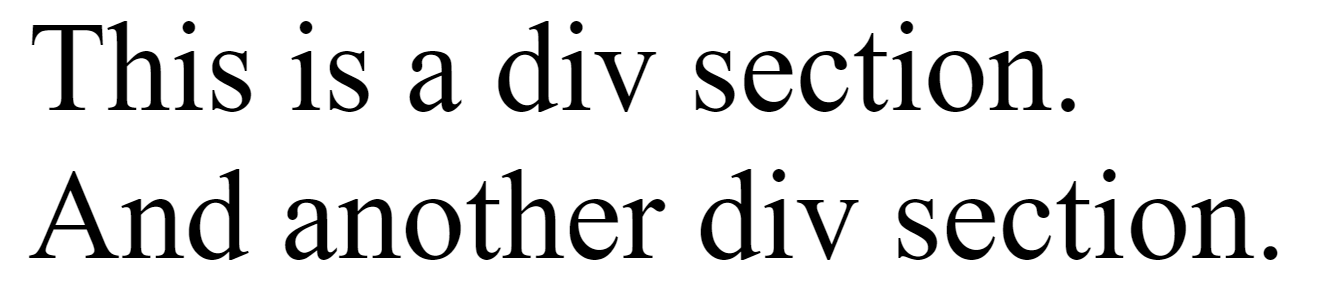 This is a div section.
And another div section.